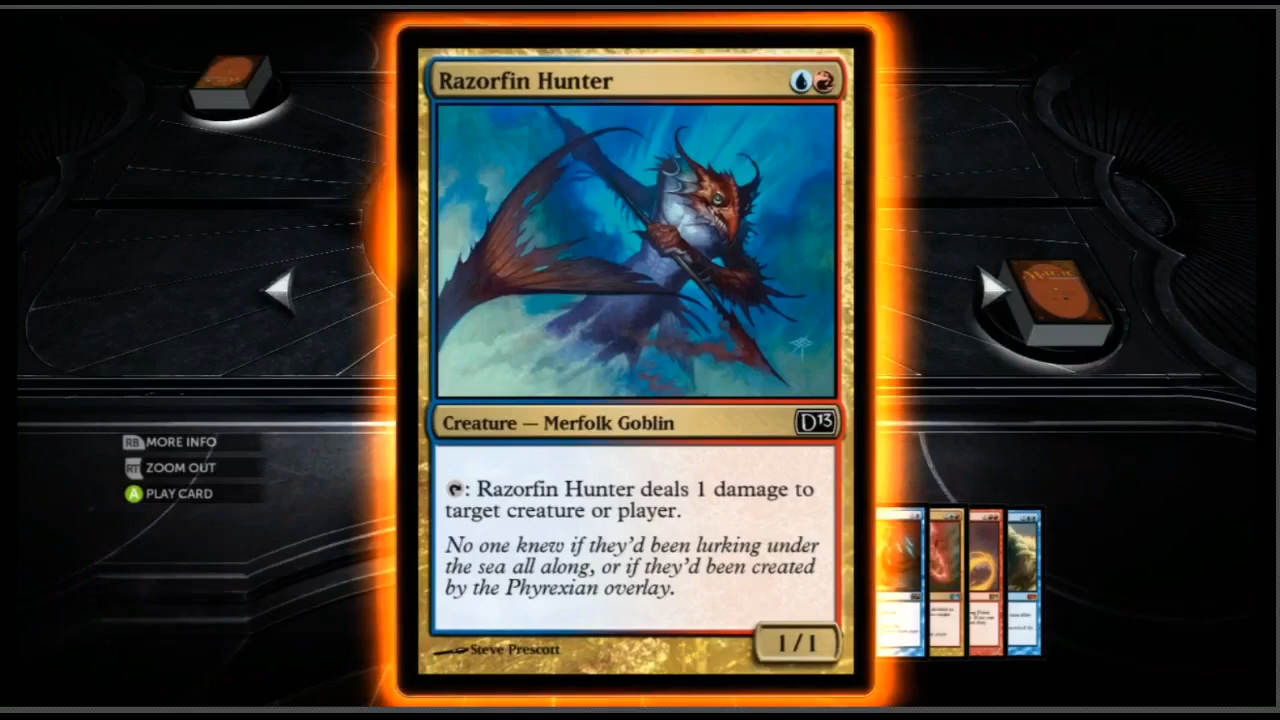 Razorfin Hunter
MAGIC
Creature — Merfolk Goblin
D13
RB MORE INFO
RT ZOOM OUT
A PLAY CARD
: Razorfin Hunter deals 1 damage to
target creature or player.
No one knew if they'd been lurking under
the sea all along, or if they'd been created
by the Phyrexian overlay.
1/1
Steve Prescott